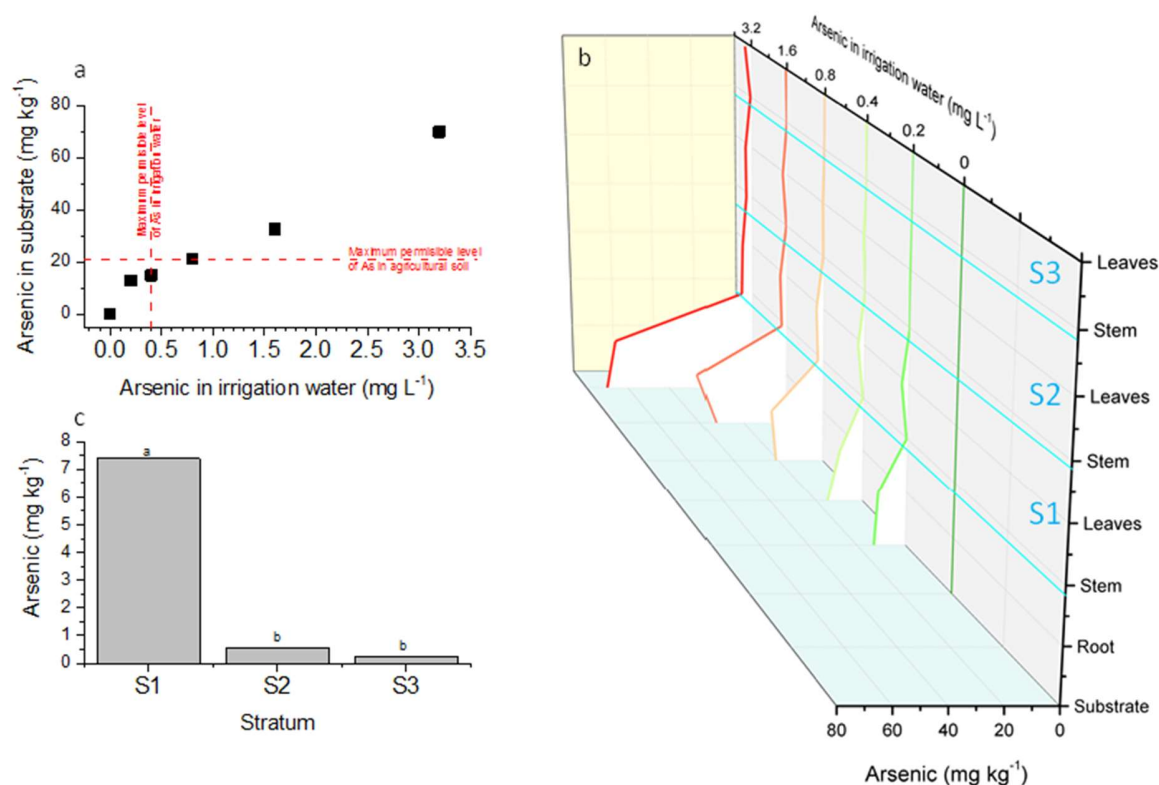 a
Arsenic in substrate (mg kg⁻¹)
80
60
40
20
0
Maximum permisible level
of As in irrigation water
Maximum permisible level
of As in agricultural soil
0.0 0.5 1.0 1.5 2.0 2.5 3.0 3.5
Arsenic in irrigation water (mg L⁻¹)
b
Arsenic in irrigation water (mg L⁻¹)
3.2
1.6
0.8
0.4
0.2
0
S3
S2
S1
Leaves
Stem
Leaves
Stem
Leaves
Stem
Root
Substrate
80 60 40 20 0
Arsenic (mg kg⁻¹)
c
Arsenic (mg kg⁻¹)
8
7
6
5
4
3
2
1
0
a
b
b
S1 S2 S3
Stratum